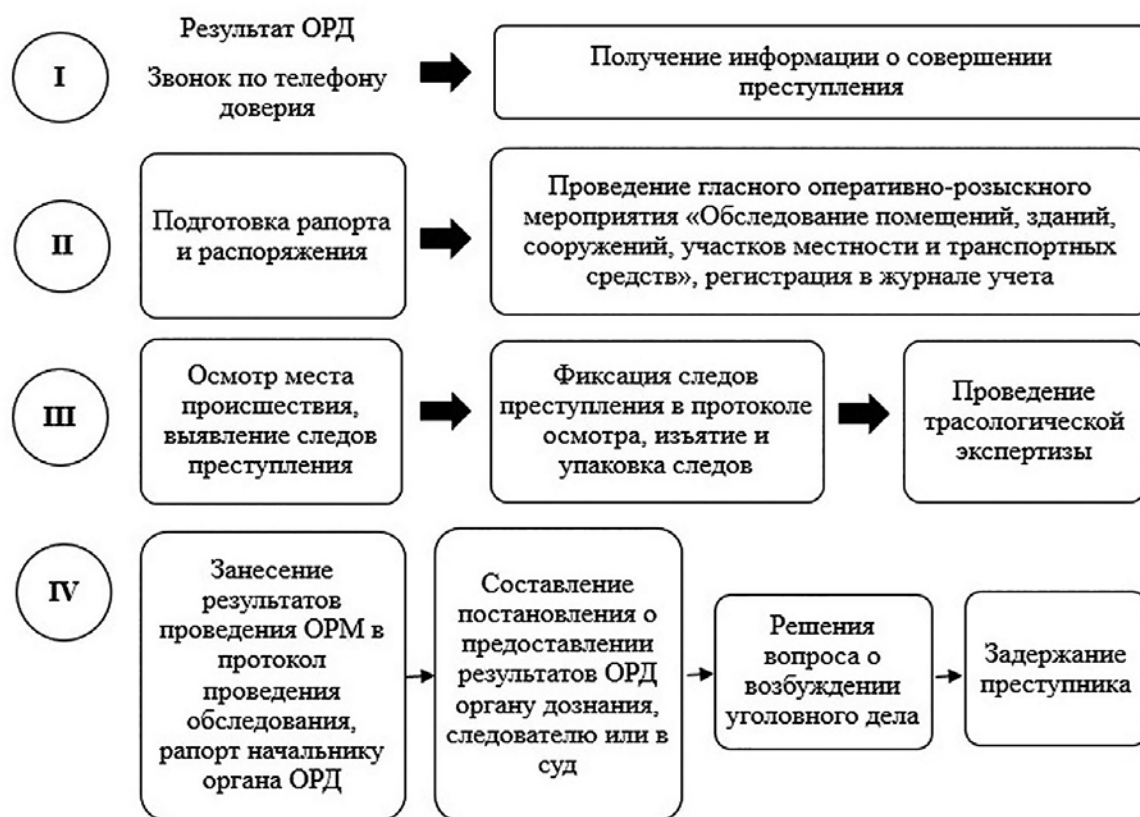 I
Результат ОРД
Звонок по телефону
доверия
Получение информации о совершении
преступления
II
Подготовка рапорта
и распоряжения
Проведение гласного оперативно-розыскного
мероприятия «Обследование помещений, зданий,
сооружений, участков местности и транспортных
средств», регистрация в журнале учета
III
Осмотр места
происшествия,
выявление следов
преступления
Фиксация следов
преступления в протоколе
осмотра, изъятие и
упаковка следов
Проведение
трасологической
экспертизы
IV
Занесение
результатов
проведения ОРМ в
протокол
проведения
обследования,
рапорт начальнику
органа ОРД
Составление
постановления о
предоставлении
результатов ОРД
органу дознания,
следователю или в
суд
Решения
вопроса о
возбуждении
уголовного дела
Задержание
преступника